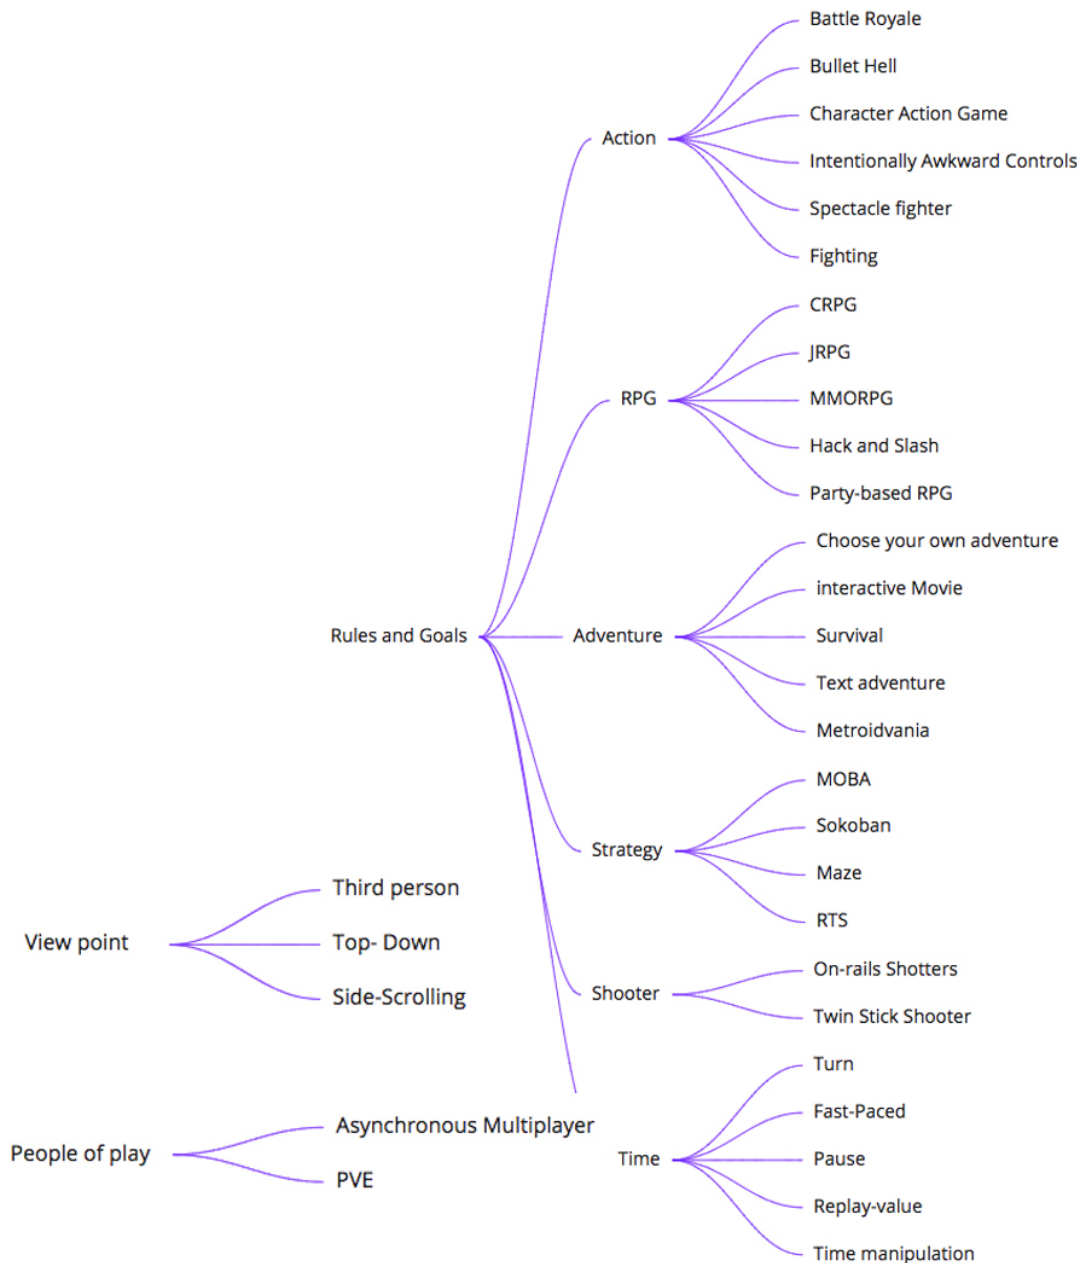 Battle Royale
Bullet Hell
Character Action Game
Action
Intentionally Awkward Controls
Spectacle fighter
Fighting
CRPG
JRPG
RPG
MMORPG
Hack and Slash
Party-based RPG
Choose your own adventure
interactive Movie
Rules and Goals
Adventure
Survival
Text adventure
Metroidvania
MOBA
Sokoban
Strategy
Maze
RTS
Third person
View point
Top- Down
Side-Scrolling
On-rails Shotters
Shooter
Twin Stick Shooter
Turn
Fast-Paced
Time
Pause
Replay-value
Time manipulation
Asynchronous Multiplayer
People of play
PVE